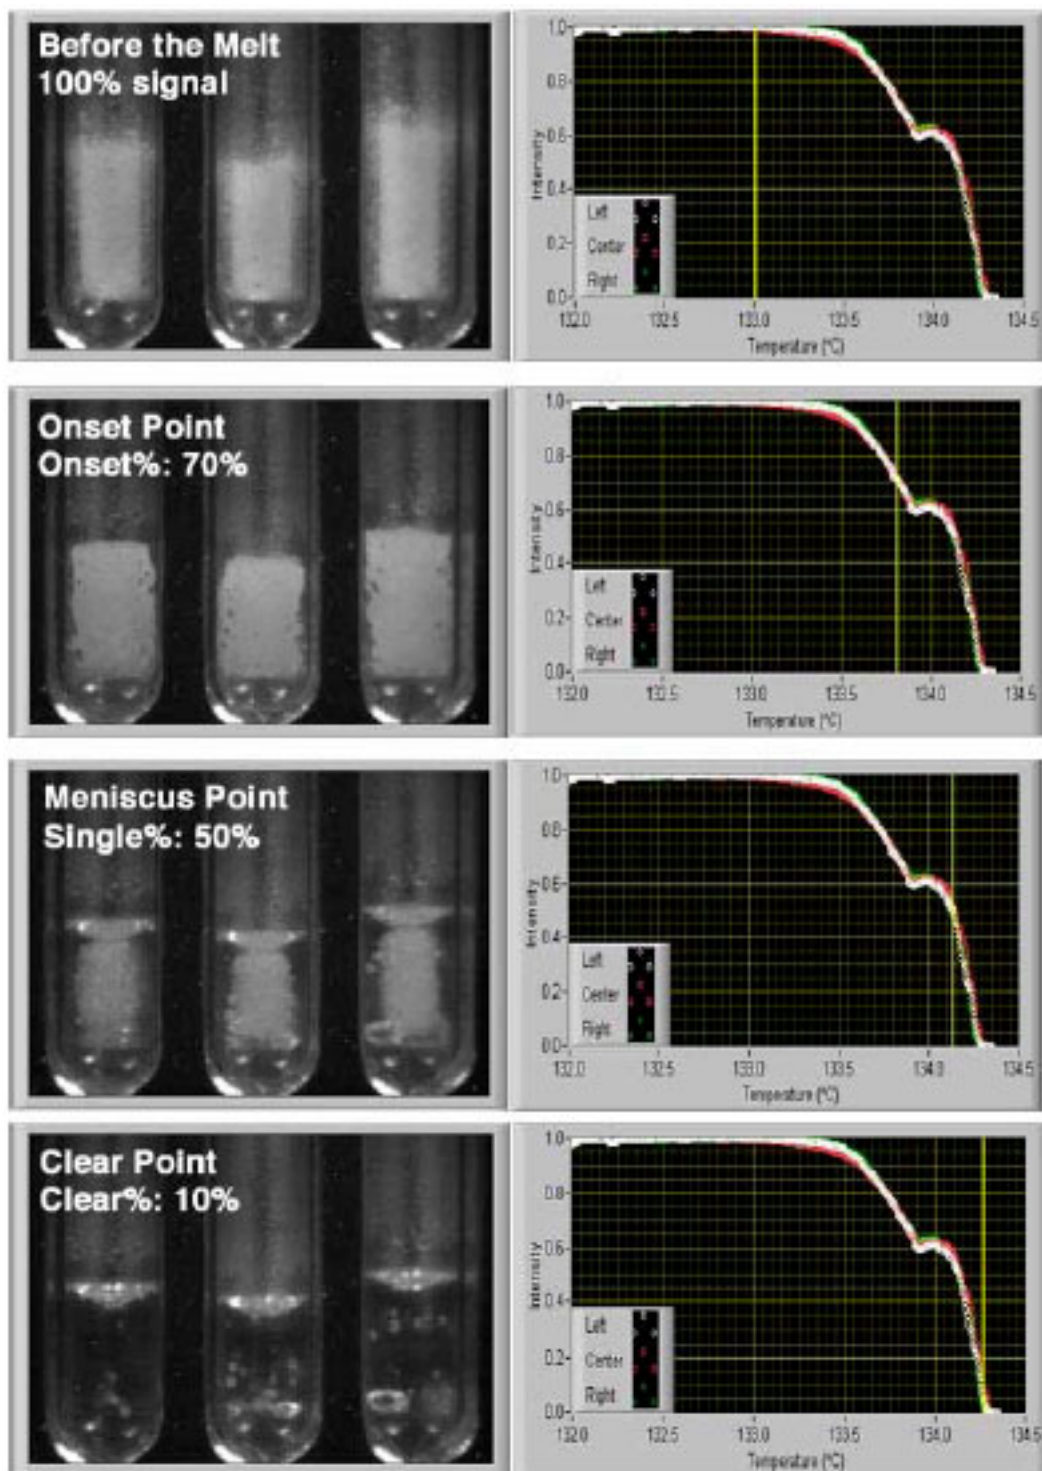 Before the Melt
100% signal
1.0
0.8
0.6
0.4
0.2
0.0
Intensity
Left
Center
Right
132.0 132.5 133.0 133.5 134.0 134.5
Temperature (°C)
Onset Point
Onset%: 70%
1.0
0.8
0.6
0.4
0.2
0.0
Intensity
Left
Center
Right
132.0 132.5 133.0 133.5 134.0 134.5
Temperature (°C)
Meniscus Point
Single%: 50%
1.0
0.8
0.6
0.4
0.2
0.0
Intensity
Left
Center
Right
132.0 132.5 133.0 133.5 134.0 134.5
Temperature (°C)
Clear Point
Clear%: 10%
1.0
0.8
0.6
0.4
0.2
0.0
Intensity
Left
Center
Right
132.0 132.5 133.0 133.5 134.0 134.5
Temperature (°C)